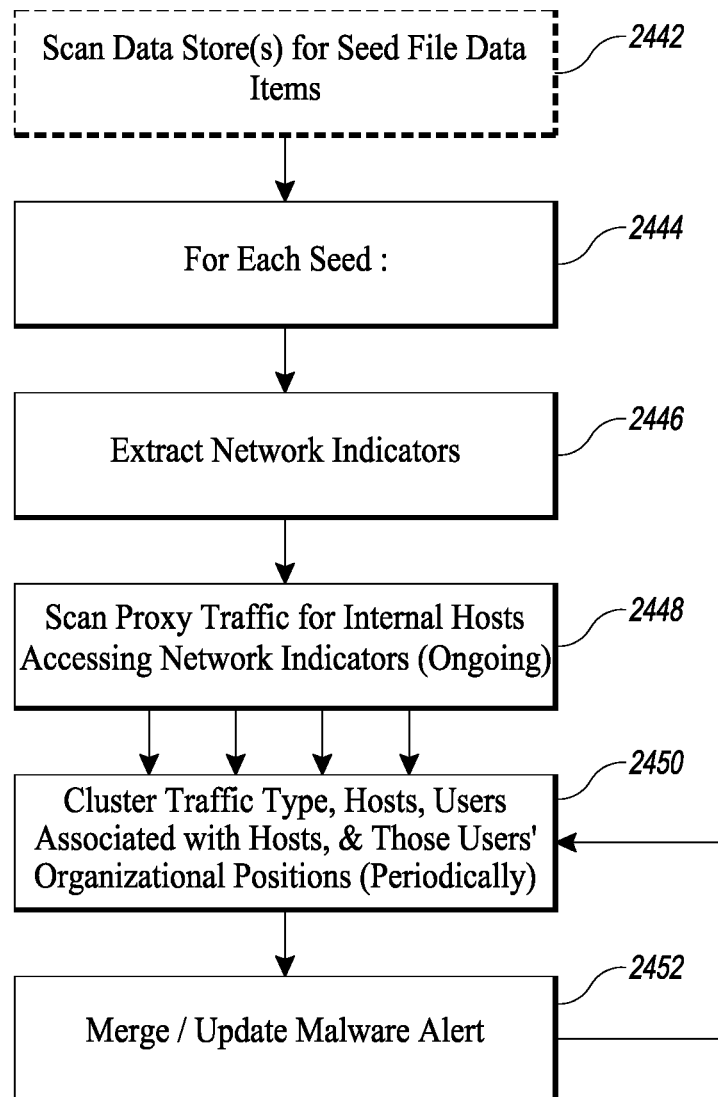 Scan Data Store(s) for Seed File Data
Items
2442
For Each Seed :
2444
Extract Network Indicators
2446
Scan Proxy Traffic for Internal Hosts
Accessing Network Indicators (Ongoing)
2448
Cluster Traffic Type, Hosts, Users
Associated with Hosts, & Those Users'
Organizational Positions (Periodically)
2450
Merge / Update Malware Alert
2452